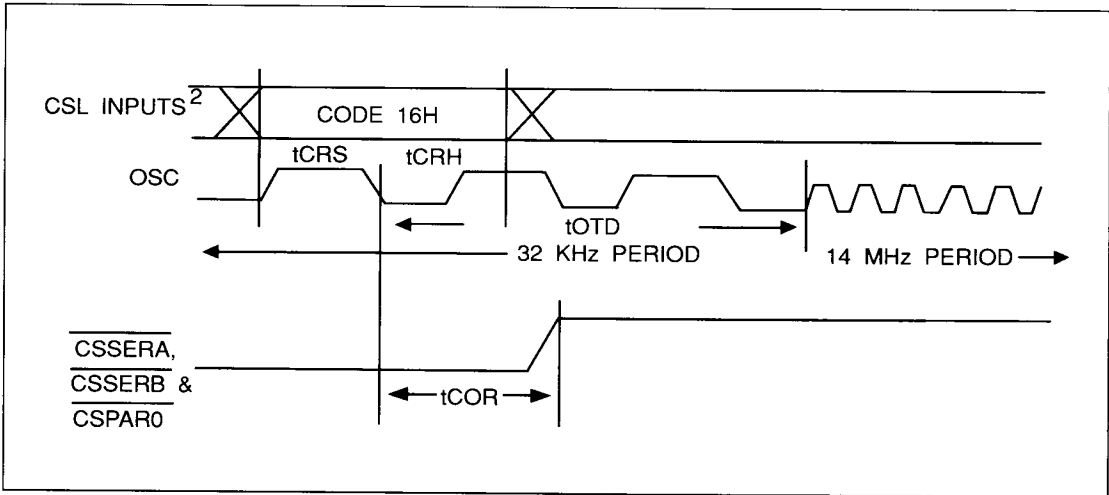 CSL INPUTS2
CODE 16H
tCRS
tCRH
OSC
tOTD
32 KHz PERIOD
14 MHz PERIOD
CSSERA,
CSSERB &
CSPAR0
tCOR